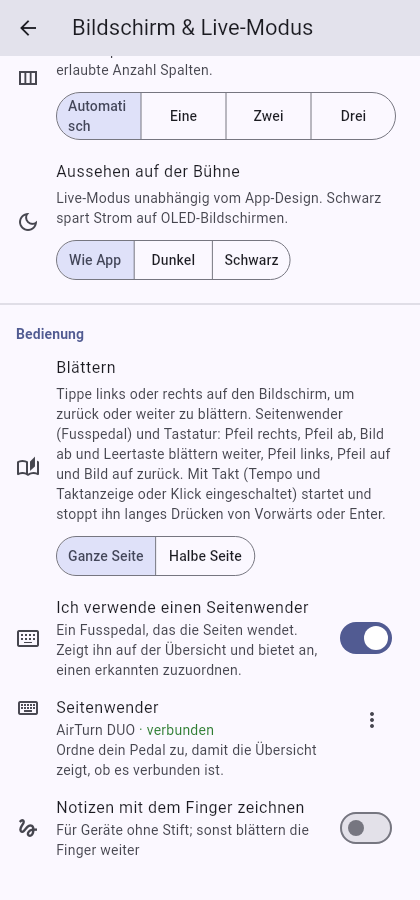 Bildschirm & Live-Modus
erlaubte Anzahl Spalten.
Automati
sch
Eine
Zwei
Drei
Aussehen auf der Bühne
Live-Modus unabhängig vom App-Design. Schwarz
spart Strom auf OLED-Bildschirmen.
Wie App
Dunkel
Schwarz
Bedienung
Blättern
Tippe links oder rechts auf den Bildschirm, um
zurück oder weiter zu blättern. Seitenwender
(Fusspedal) und Tastatur: Pfeil rechts, Pfeil ab, Bild
ab und Leertaste blättern weiter, Pfeil links, Pfeil auf
und Bild auf zurück. Mit Takt (Tempo und
Taktanzeige oder Klick eingeschaltet) startet und
stoppt ihn langes Drücken von Vorwärts oder Enter.
Ganze Seite
Halbe Seite
Ich verwende einen Seitenwender
Ein Fusspedal, das die Seiten wendet.
Zeigt ihn auf der Übersicht und bietet an,
einen erkannten zuzuordnen.
Seitenwender
AirTurn DUO · verbunden
Ordne dein Pedal zu, damit die Übersicht
zeigt, ob es verbunden ist.
Notizen mit dem Finger zeichnen
Für Geräte ohne Stift; sonst blättern die
Finger weiter